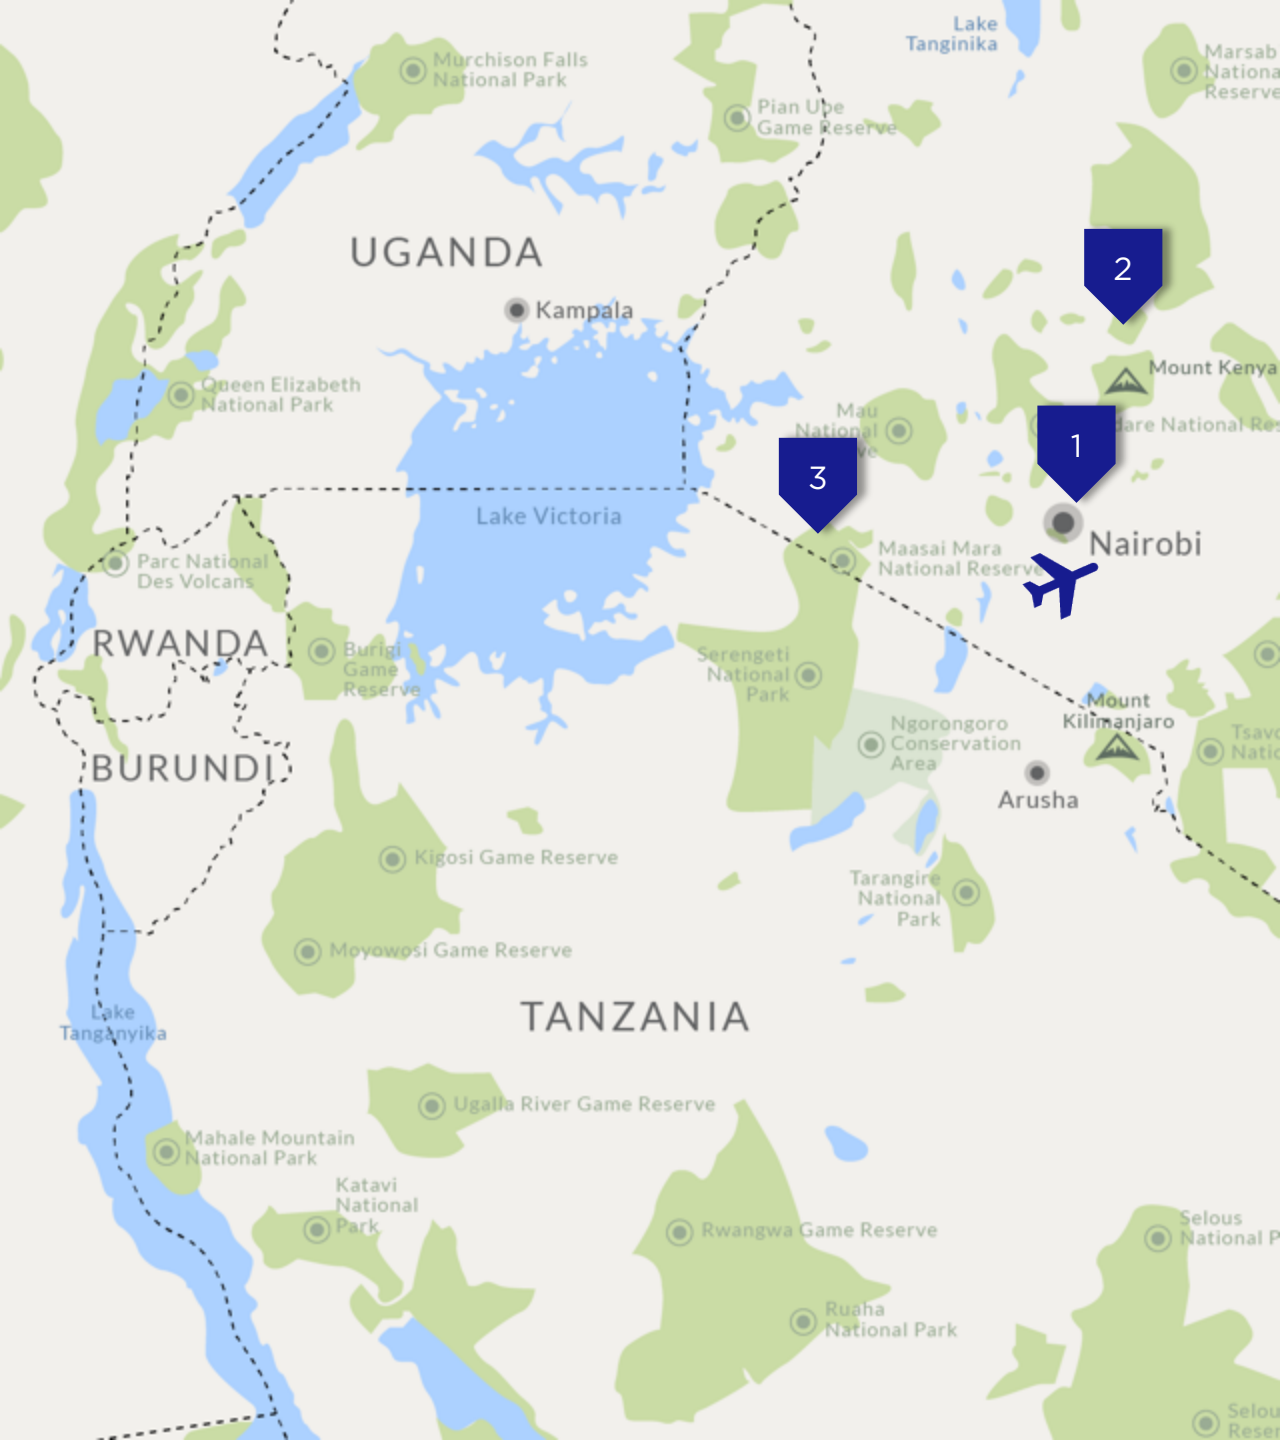 Lake
Tanginika
Murchison Falls
National Park
Marsab
Nationa
Reserve
Pian Upe
Game Reserve
UGANDA
2
Kampala
Mount Kenya
Queen Elizabeth
National Park
Mau
National
ve
dare National Res
1
3
Lake Victoria
Nairobi
Maasai Mara
National Reserve
Parc National
Des Volcans
RWANDA
Burigi
Game
Reserve
Serengeti
National
Park
Mount
Kilimanjaro
Ngorongoro
Conservation
Area
Tsavo
Natio
BURUNDI
Arusha
Kigosi Game Reserve
Tarangire
National
Park
Moyowosi Game Reserve
TANZANIA
Lake
Tanganyika
Ugalla River Game Reserve
Mahale Mountain
National Park
Katavi
National
Park
Rwangwa Game Reserve
Selous
National P
Ruaha
National Park
Selou
Reser